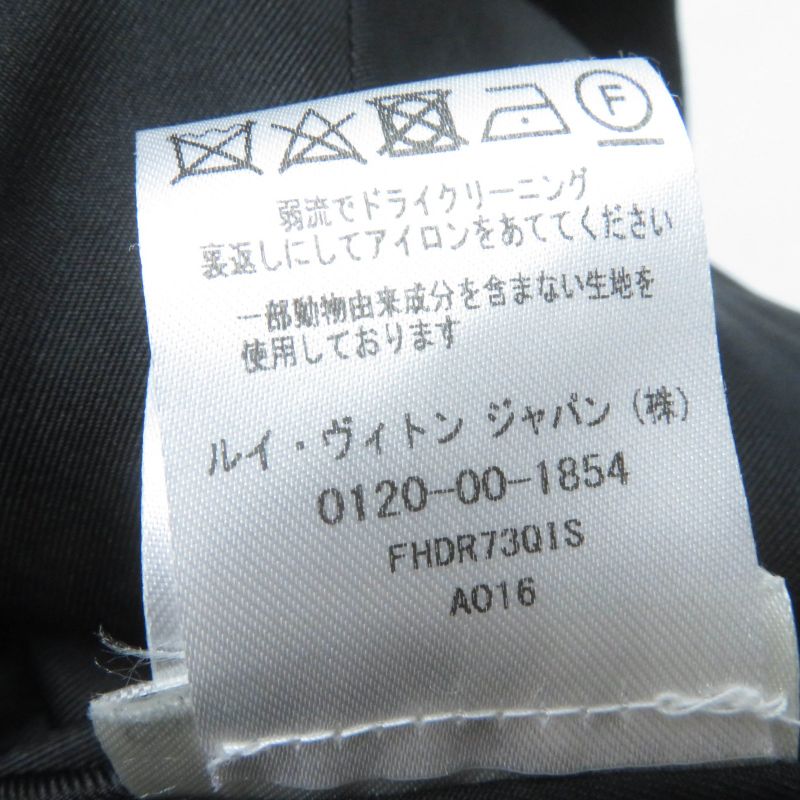 F
弱流でドライクリーニング
裏返しにしてアイロンをあててください
一部動物由来成分を含まない生地を
使用しております
ルイ・ヴィトン ジャパン (株)
0120-00-1854
FHDR73QIS
A016